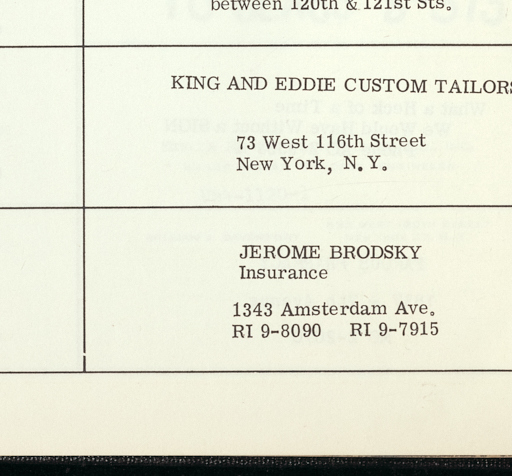 between 120th & 121st Sts.
KING AND EDDIE CUSTOM TAILORS
73 West 116th Street
New York, N.Y.
JEROME BRODSKY
Insurance
1343 Amsterdam Ave.
RI 9-8090 RI 9-7915